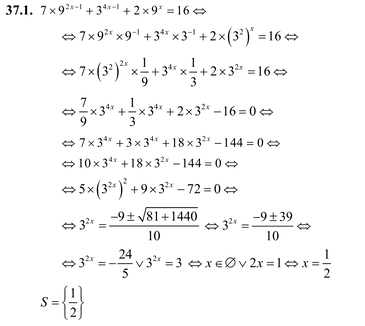 37.1. 7 × 9^{2x−1} + 3^{4x−1} + 2 × 9^x = 16 ⇔
⇔ 7 × 9^{2x} × 9^{−1} + 3^{4x} × 3^{−1} + 2 × (3^2)^x = 16 ⇔
⇔ 7 × (3^2)^{2x} × 1/9 + 3^{4x} × 1/3 + 2 × 3^{2x} = 16 ⇔
⇔ 7/9 × 3^{4x} + 1/3 × 3^{4x} + 2 × 3^{2x} − 16 = 0 ⇔
⇔ 7 × 3^{4x} + 3 × 3^{4x} + 18 × 3^{2x} − 144 = 0 ⇔
⇔ 10 × 3^{4x} + 18 × 3^{2x} − 144 = 0 ⇔
⇔ 5 × (3^{2x})^2 + 9 × 3^{2x} − 72 = 0 ⇔
⇔ 3^{2x} = (−9 ± √(81 + 1440))/10 ⇔ 3^{2x} = (−9 ± 39)/10 ⇔
⇔ 3^{2x} = −24/5 ∨ 3^{2x} = 3 ⇔ x ∈ ∅ ∨ 2x = 1 ⇔ x = 1/2
S = {1/2}